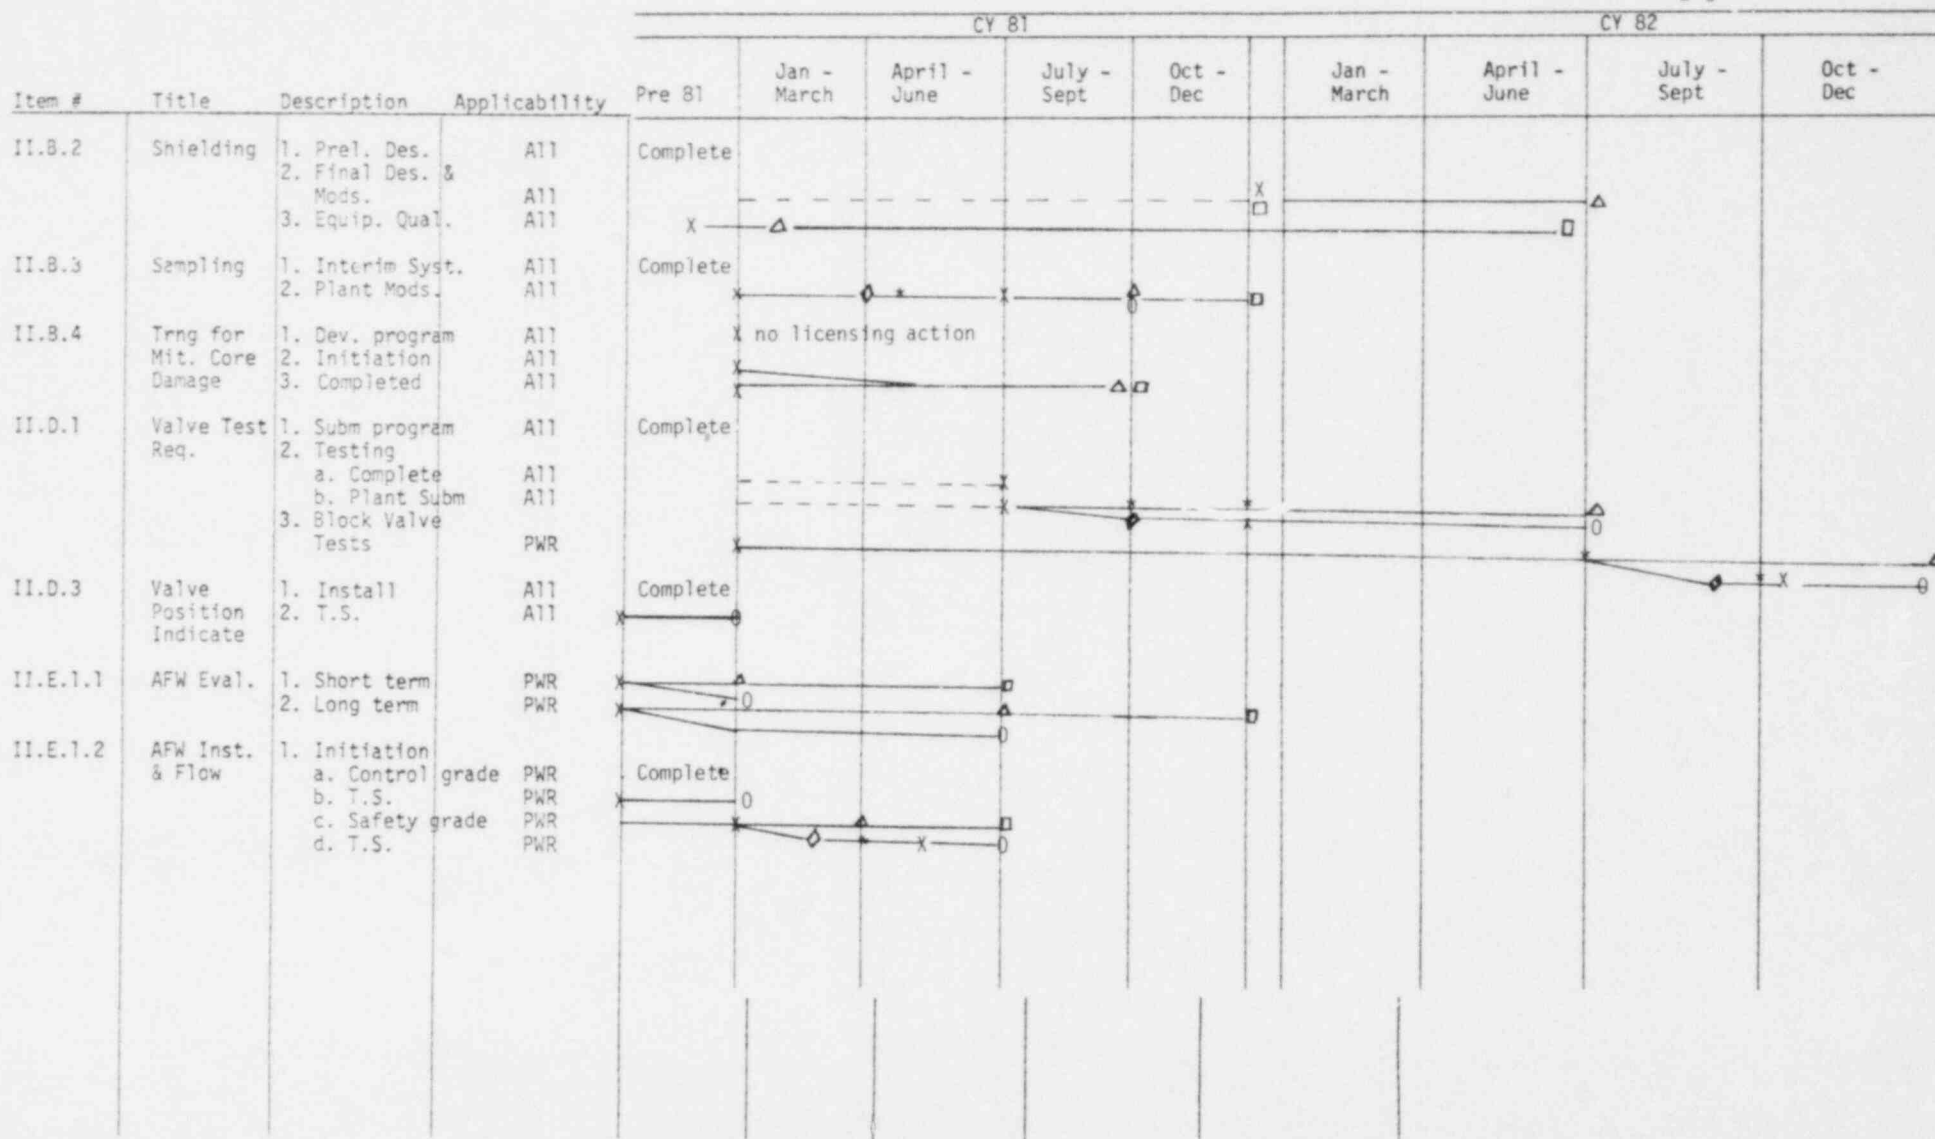 CY 81 CY 82
Item # Title Description Applicability Pre 81 Jan - March April - June July - Sept Oct - Dec Jan - March April - June July - Sept Oct - Dec
II.B.2 Shielding 1. Prel. Des. All Complete
2. Final Des. &
Mods. All
3. Equip. Qual. All
II.B.3 Sampling 1. Interim Syst. All Complete
2. Plant Mods. All
II.B.4 Trng for 1. Dev. program All X no licensing action
Mit. Core 2. Initiation All
Damage 3. Completed All
II.D.1 Valve Test 1. Subm program All Complete
Req. 2. Testing
a. Complete All
b. Plant Subm All
3. Block Valve
Tests PWR
II.D.3 Valve 1. Install All Complete
Position 2. T.S. All
Indicate
II.E.1.1 AFW Eval. 1. Short term PWR
2. Long term PWR
II.E.1.2 AFW Inst. 1. Initiation
& Flow a. Control grade PWR Complete
b. T.S. PWR
c. Safety grade PWR
d. T.S. PWR